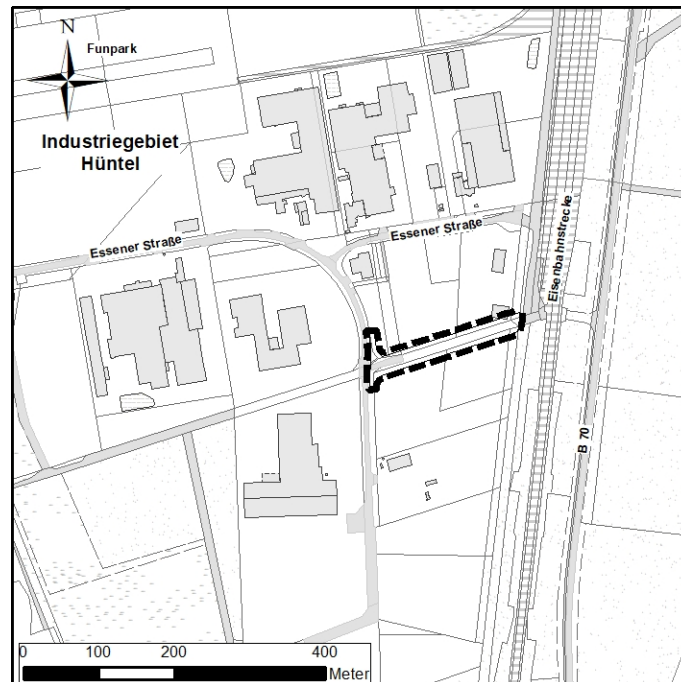 N
Funpark
Industriegebiet
Hüntel
Essener Straße
Essener Straße
Eisenbahnstrecke
B 70
0 100 200 400
Meter